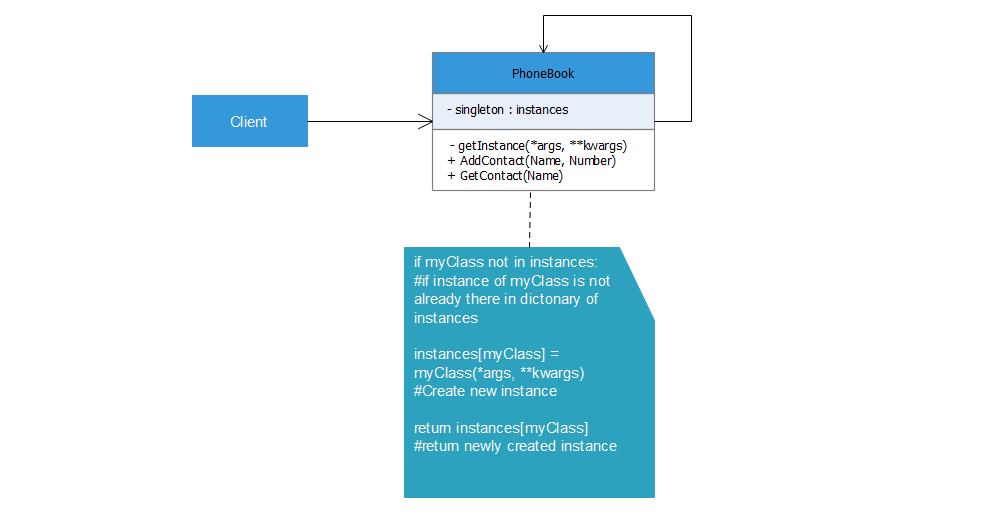 PhoneBook
Client
- singleton : instances
- getInstance(*args, **kwargs)
+ AddContact(Name, Number)
+ GetContact(Name)
if myClass not in instances:
#if instance of myClass is not
already there in dictonary of
instances
instances[myClass] =
myClass(*args, **kwargs)
#Create new instance
return instances[myClass]
#return newly created instance